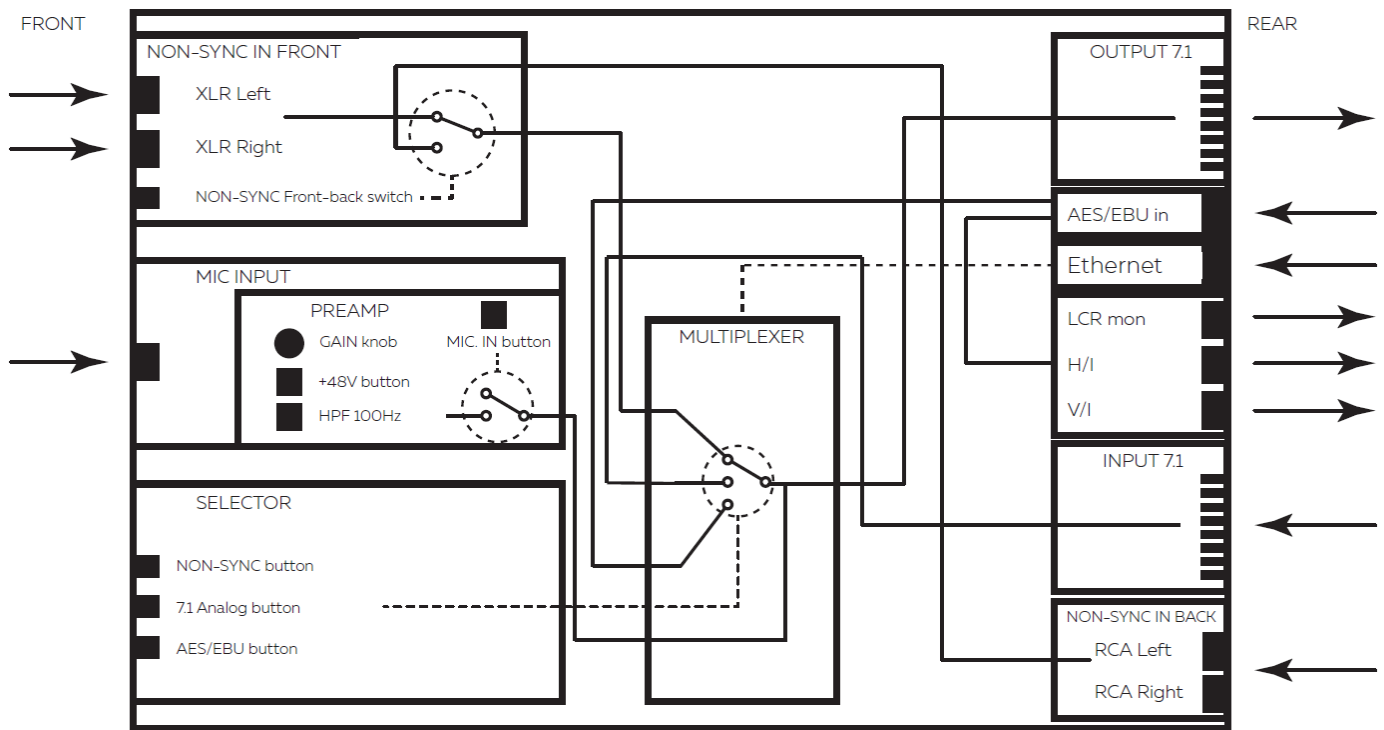 FRONT
REAR
NON-SYNC IN FRONT
XLR Left
XLR Right
NON-SYNC Front-back switch
MIC INPUT
PREAMP
GAIN knob
MIC. IN button
+48V button
HPF 100Hz
SELECTOR
NON-SYNC button
7.1 Analog button
AES/EBU button
MULTIPLEXER
OUTPUT 7.1
AES/EBU in
Ethernet
LCR mon
H/I
V/I
INPUT 7.1
NON-SYNC IN BACK
RCA Left
RCA Right